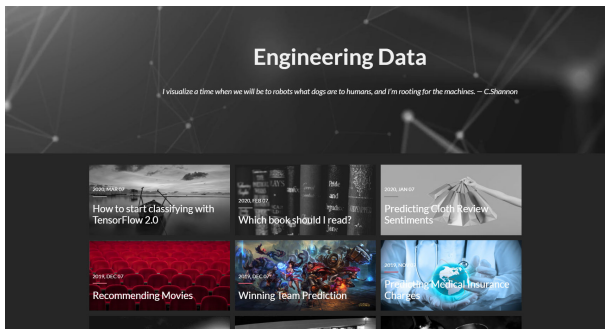 Engineering Data
I visualize a time when we will be to robots what dogs are to humans, and I'm rooting for the machines. — C.Shannon
2020, MAR 07
How to start classifying with
TensorFlow 2.0
2020, FEB 07
Which book should I read?
2020, JAN 07
Predicting Cloth Review
Sentiments
2019, DEC 07
Recommending Movies
2019, DEC 07
Winning Team Prediction
2019, NOV
Predicting Medical Insurance
Charges